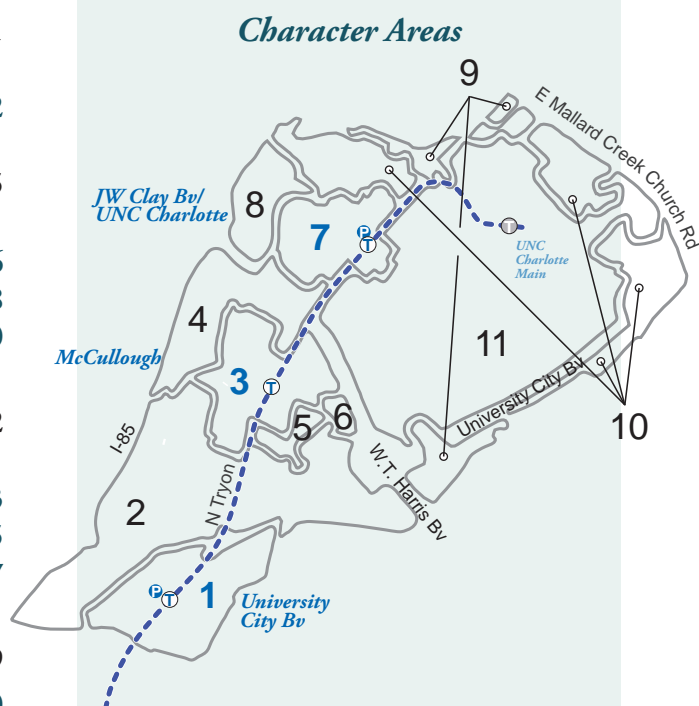 Character Areas
9
E Mallard Creek Church Rd
JW Clay Bv/
UNC Charlotte
8
7
P
T
T
UNC
Charlotte
Main
4
11
McCullough
3
T
University City Bv
5
6
10
I-85
W.T. Harris Bv
N Tryon
2
P
T
1
University
City Bv